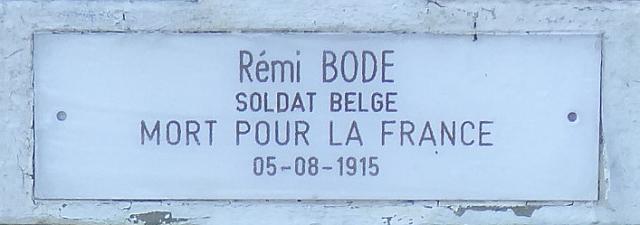 Rémi BODE
SOLDAT BELGE
MORT POUR LA FRANCE
05-08-1915